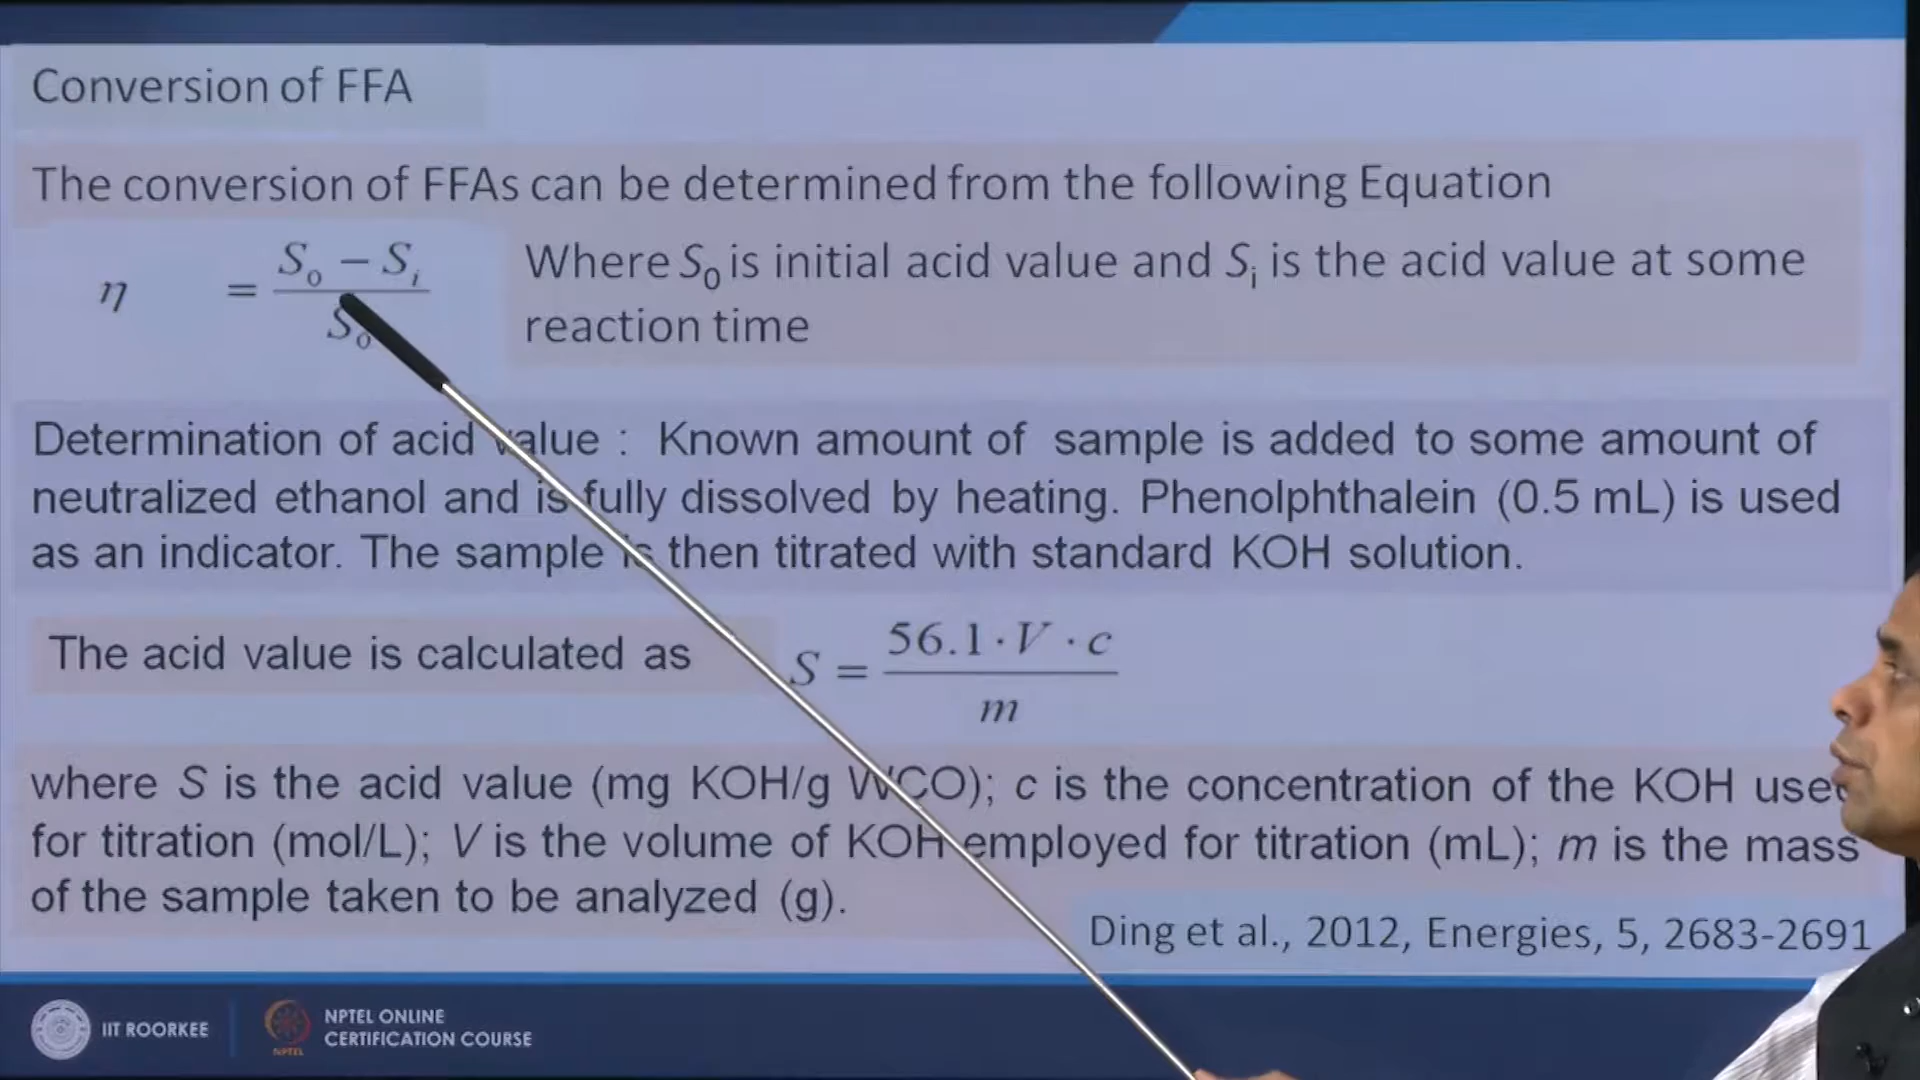 Conversion of FFA
The conversion of FFAs can be determined from the following Equation
η = (S₀ − Sᵢ) / S₀
Where S₀ is initial acid value and Sᵢ is the acid value at some
reaction time
Determination of acid value : Known amount of sample is added to some amount of
neutralized ethanol and is fully dissolved by heating. Phenolphthalein (0.5 mL) is used
as an indicator. The sample is then titrated with standard KOH solution.
The acid value is calculated as S = (56.1 · V · c) / m
where S is the acid value (mg KOH/g WCO); c is the concentration of the KOH use
for titration (mol/L); V is the volume of KOH employed for titration (mL); m is the mass
of the sample taken to be analyzed (g).
Ding et al., 2012, Energies, 5, 2683-2691
IIT ROORKEE
NPTEL
NPTEL ONLINE
CERTIFICATION COURSE